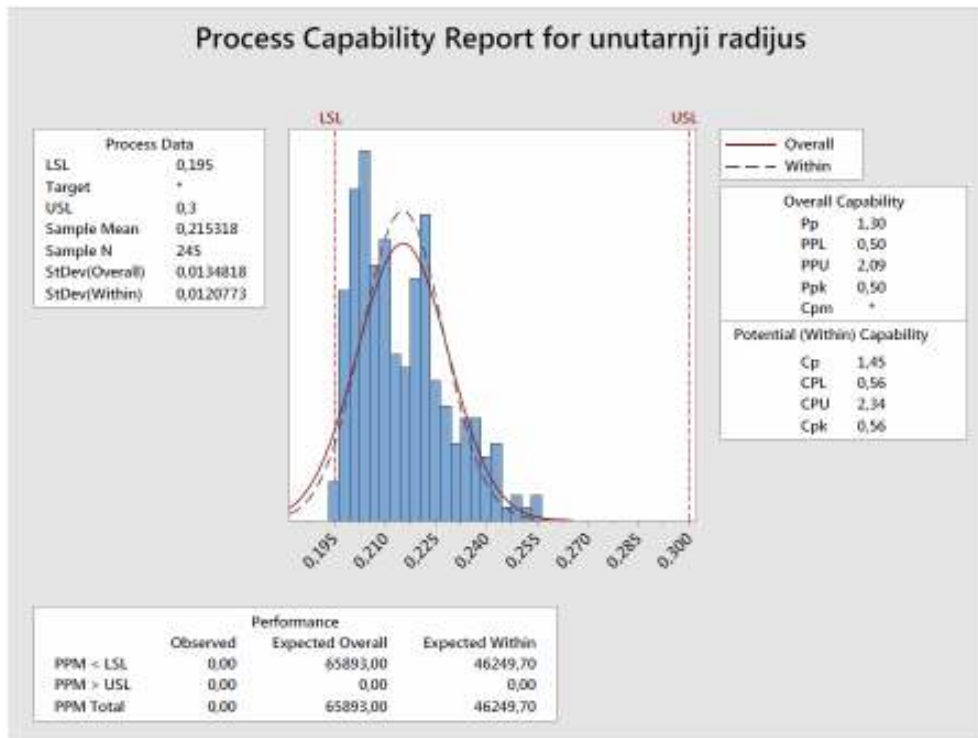 Process Capability Report for unutarnji radijus
LSL USL
Process Data
LSL 0,195
Target *
USL 0,3
Sample Mean 0,215318
Sample N 245
StDev(Overall) 0,0134818
StDev(Within) 0,0120773
Overall
Within
Overall Capability
Pp 1,30
PPL 0,50
PPU 2,09
Ppk 0,50
Cpm *
Potential (Within) Capability
Cp 1,45
CPL 0,56
CPU 2,34
Cpk 0,56
0,195 0,210 0,225 0,240 0,255 0,270 0,285 0,300
Performance
Observed Expected Overall Expected Within
PPM < LSL 0,00 65893,00 46249,70
PPM > USL 0,00 0,00 0,00
PPM Total 0,00 65893,00 46249,70